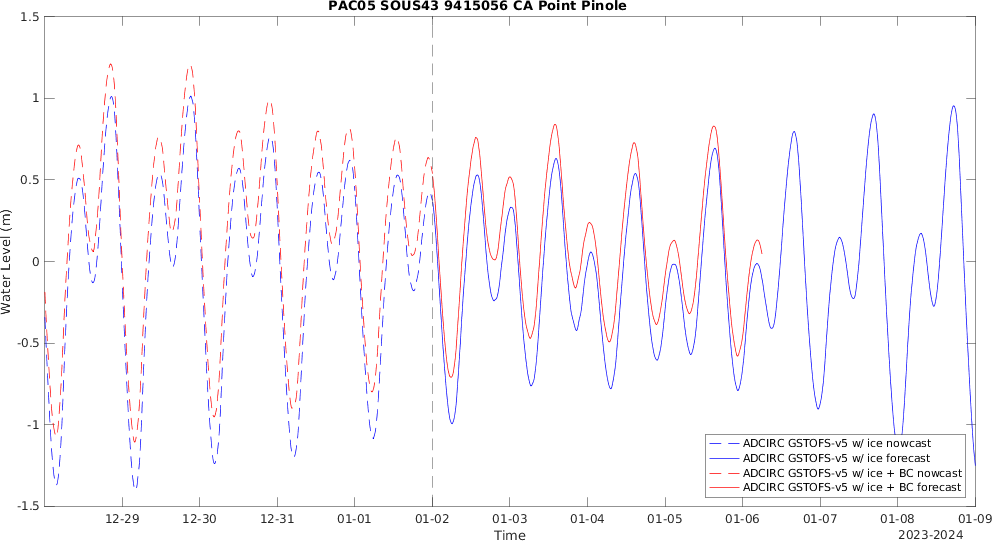 PAC05 SOUS43 9415056 CA Point Pinole
Water Level (m)
1.5
1
0.5
0
-0.5
-1
-1.5
ADCIRC GSTOFS-v5 w/ ice nowcast
ADCIRC GSTOFS-v5 w/ ice forecast
ADCIRC GSTOFS-v5 w/ ice + BC nowcast
ADCIRC GSTOFS-v5 w/ ice + BC forecast
12-29 12-30 12-31 01-01 01-02 01-03 01-04 01-05 01-06 01-07 01-08 01-09
Time
2023-2024